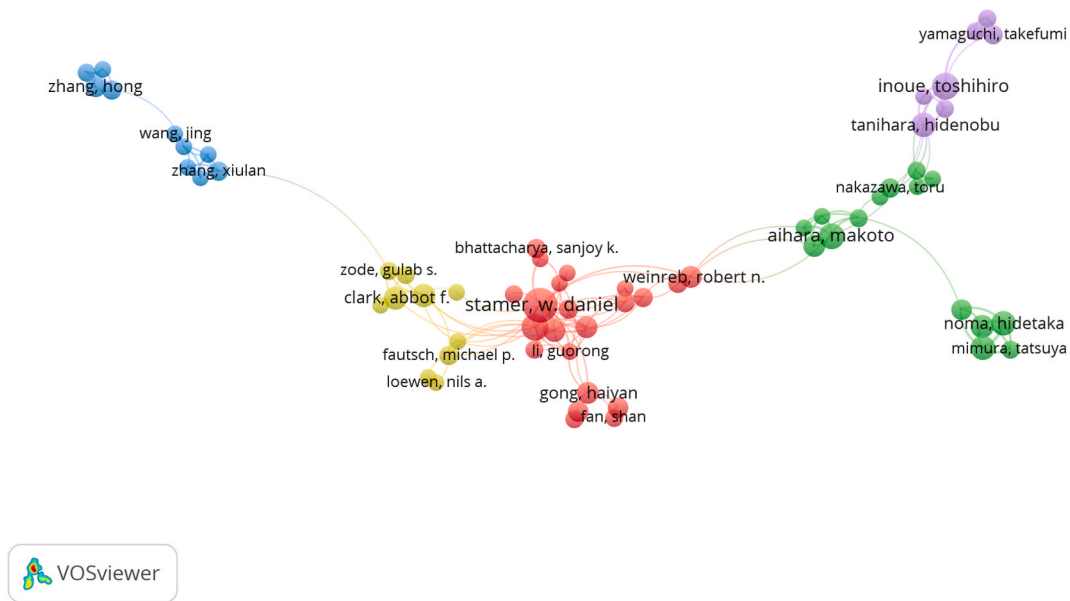 yamaguchi, takefumi
zhang, hong
inoue, toshihiro
tanihara, hidenobu
wang, jing
zhang, xiulan
nakazawa, toru
aihara, makoto
bhattacharya, sanjoy k.
zode, gulab s.
weinreb, robert n.
clark, abbot f.
stamer, w. daniel
noma, hidetaka
mimura, tatsuya
fautsch, michael p.
li, guorong
loewen, nils a.
gong, haiyan
fan, shan
VOSviewer